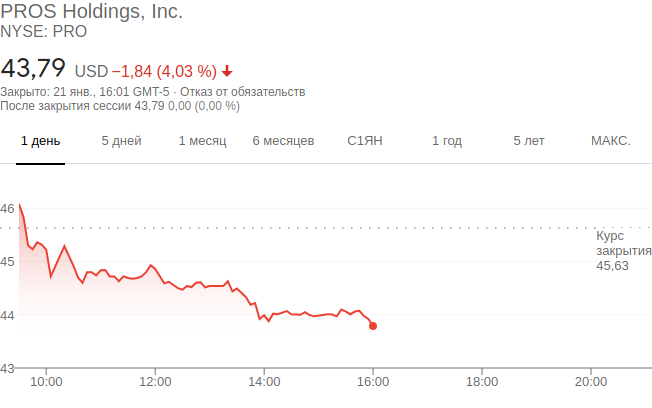 PROS Holdings, Inc.
NYSE: PRO
43,79 USD −1,84 (4,03 %)
Закрыто: 21 янв., 16:01 GMT-5 · Отказ от обязательств
После закрытия сессии 43,79 0,00 (0,00 %)
1 день 5 дней 1 месяц 6 месяцев С1ЯН 1 год 5 лет МАКС.
46
Курс
закрытия
45
45,63
44
43
10:00 12:00 14:00 16:00 18:00 20:00